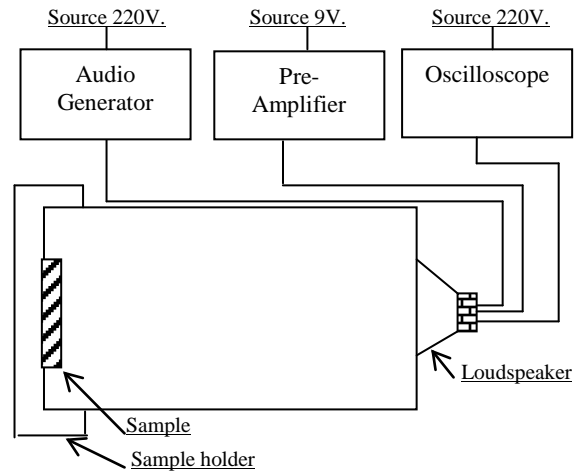 Source 220V.
Source 9V.
Source 220V.
Audio
Generator
Pre-
Amplifier
Oscilloscope
Loudspeaker
Sample
Sample holder